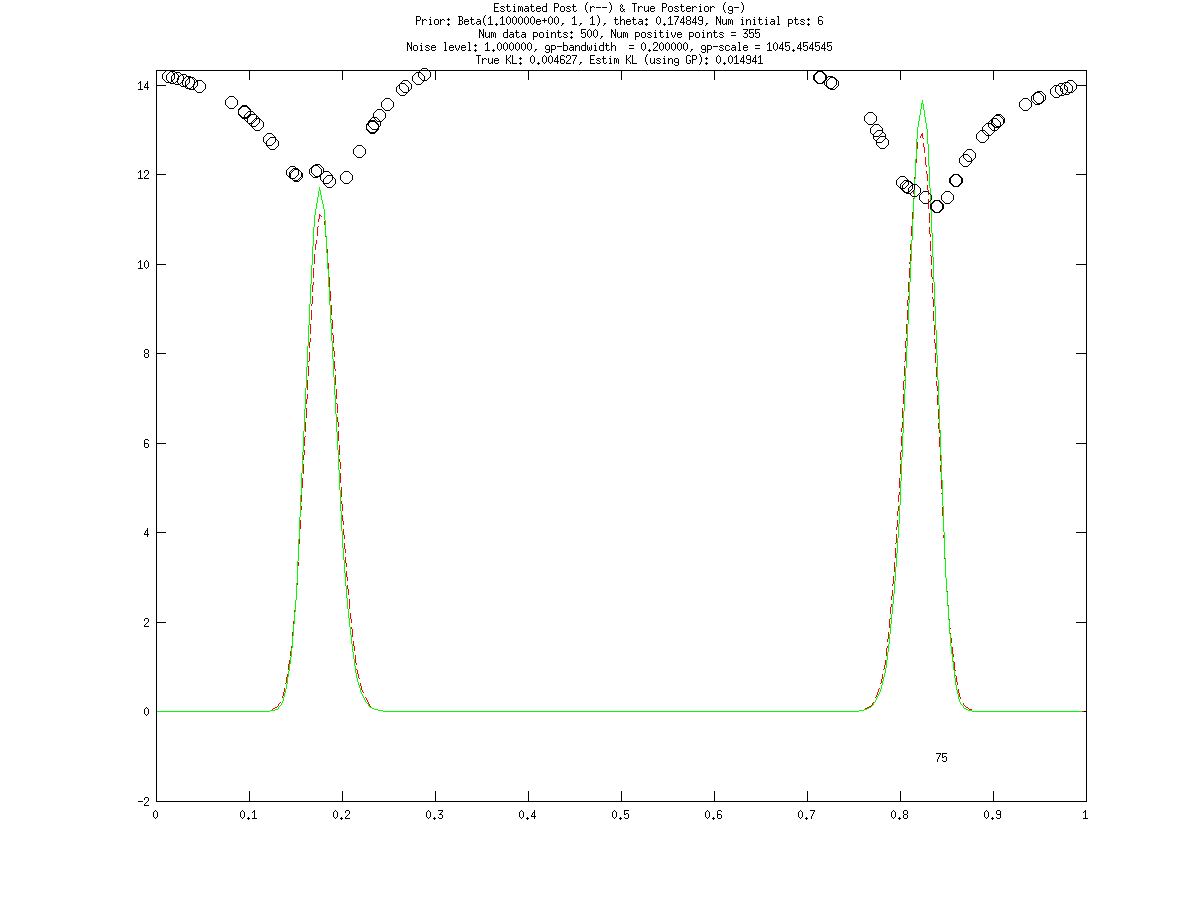 Estimated Post (r--) & True Posterior (g-)
Prior: Beta(1.100000e+00, 1, 1), theta: 0.174849, Num initial pts: 6
Num data points: 500, Num positive points = 355
Noise level: 1.000000, gp-bandwidth  = 0.200000, gp-scale = 1045.454545
True KL: 0.004627, Estim KL (using GP): 0.014941
14
12
10
8
6
4
2
0
75
-2
0 0.1 0.2 0.3 0.4 0.5 0.6 0.7 0.8 0.9 1